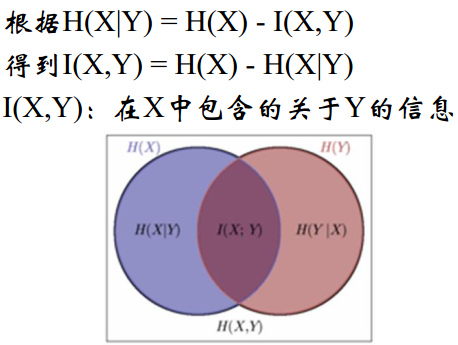 根据H(X|Y) = H(X) - I(X,Y)
得到I(X,Y) = H(X) - H(X|Y)
I(X,Y)：在X中包含的关于Y的信息
H(X) H(Y)
H(X|Y) I(X; Y) H(Y|X)
H(X,Y)